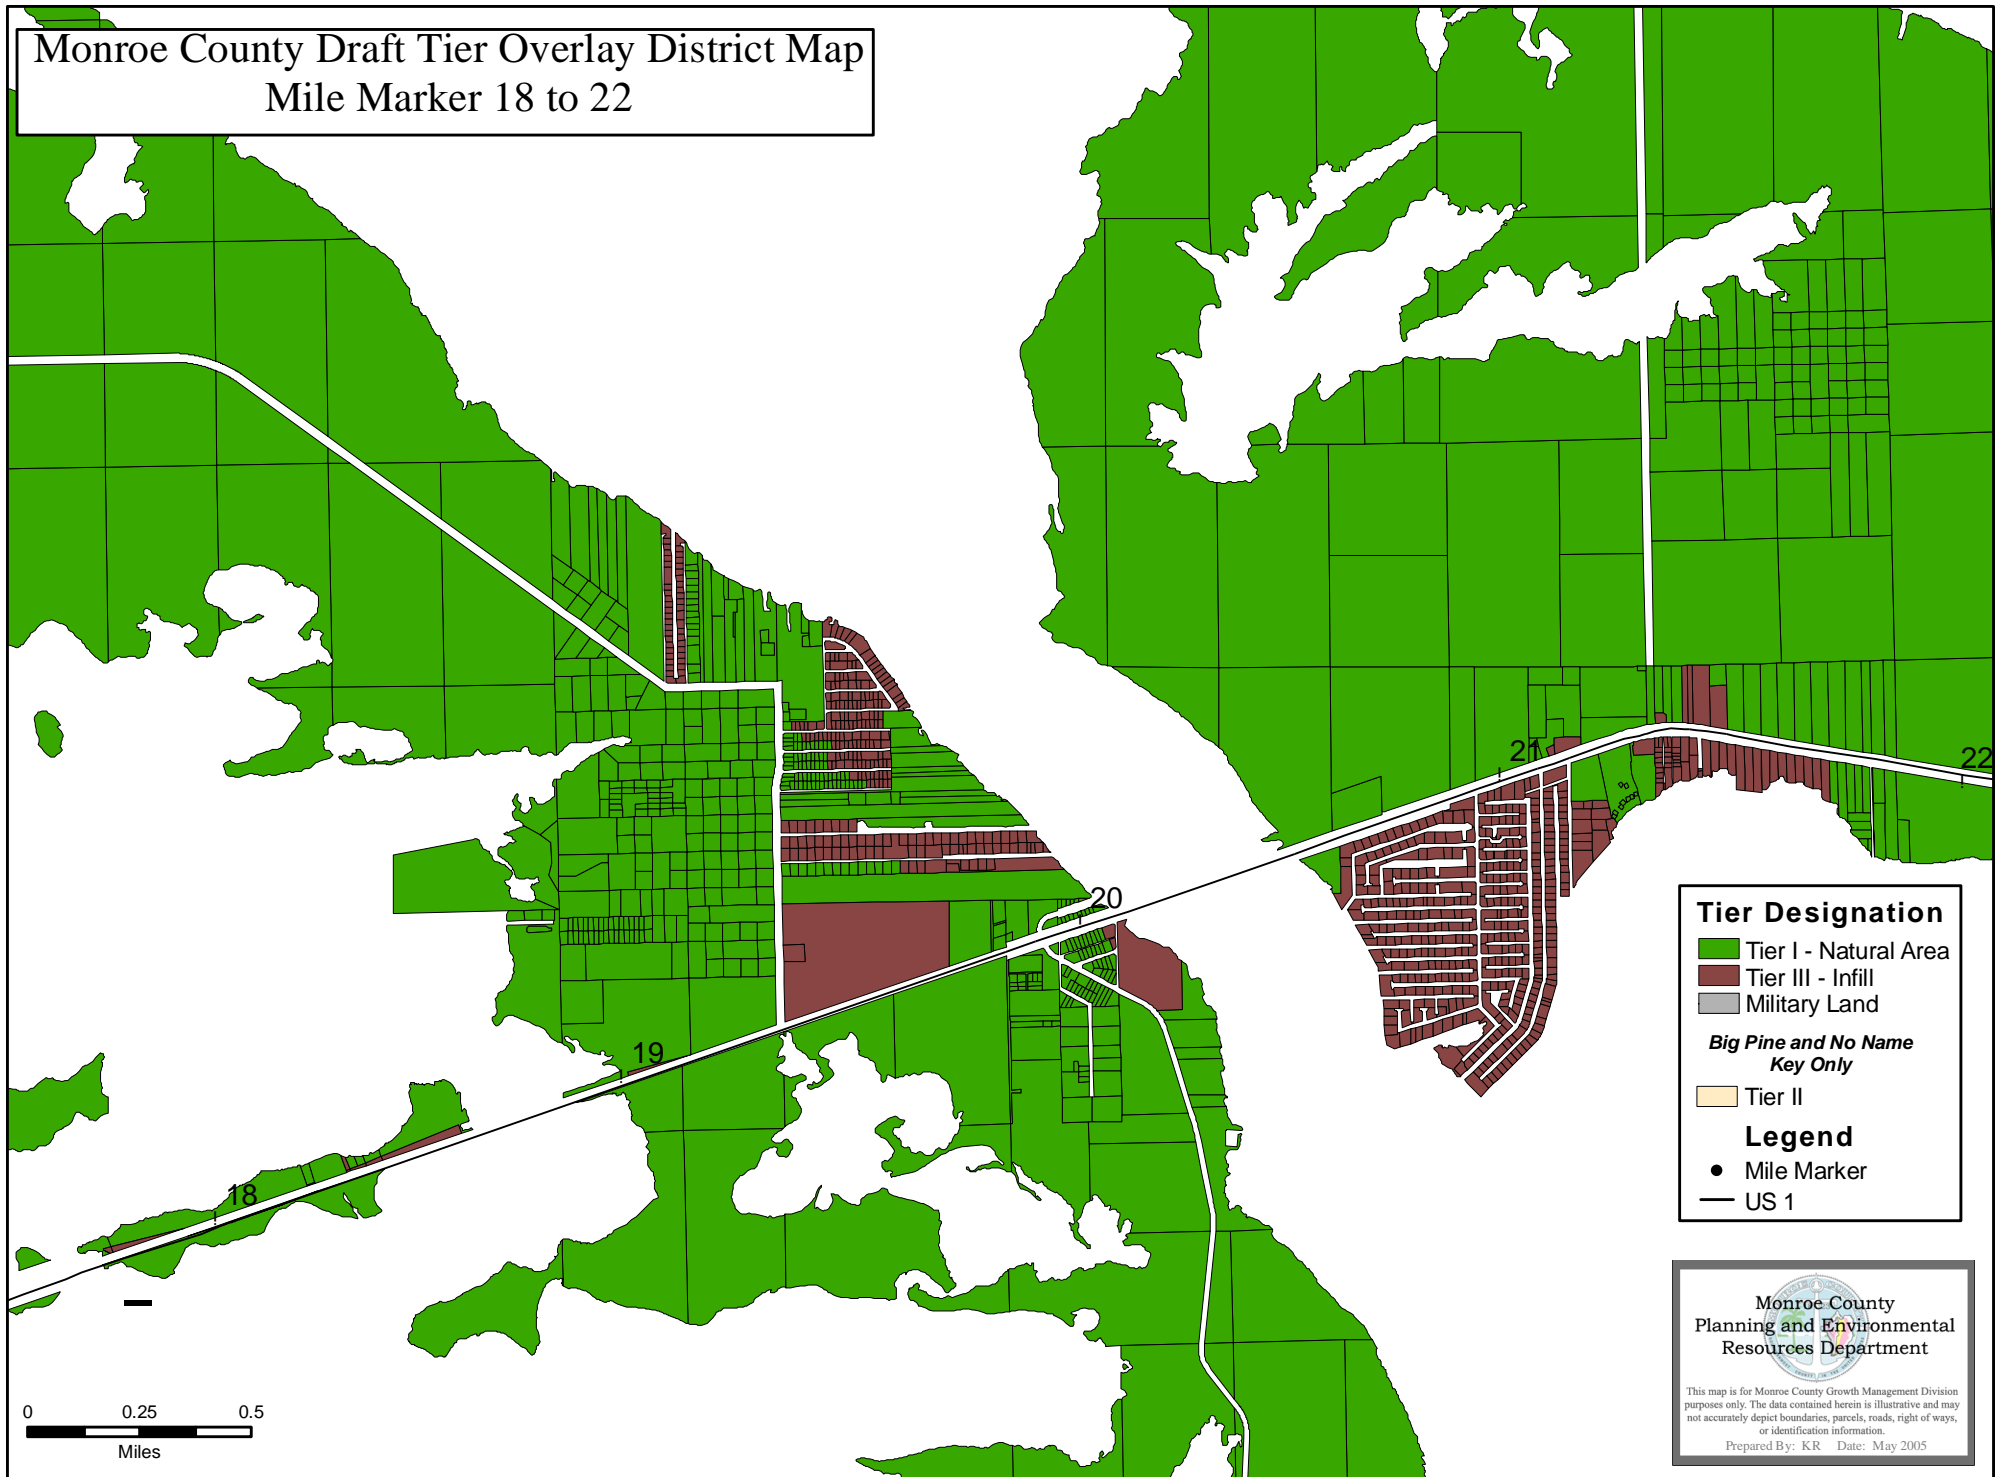 Monroe County Draft Tier Overlay District Map
Mile Marker 18 to 22
21
22
20
19
18
Tier Designation
Tier I - Natural Area
Tier III - Infill
Military Land
Big Pine and No Name
Key Only
Tier II
Legend
Mile Marker
US 1
Monroe County
Planning and Environmental
Resources Department
This map is for Monroe County Growth Management Division
purposes only. The data contained herein is illustrative and may
not accurately depict boundaries, parcels, roads, right of ways,
or identification information.
Prepared By: KR Date: May 2005
0 0.25 0.5
Miles